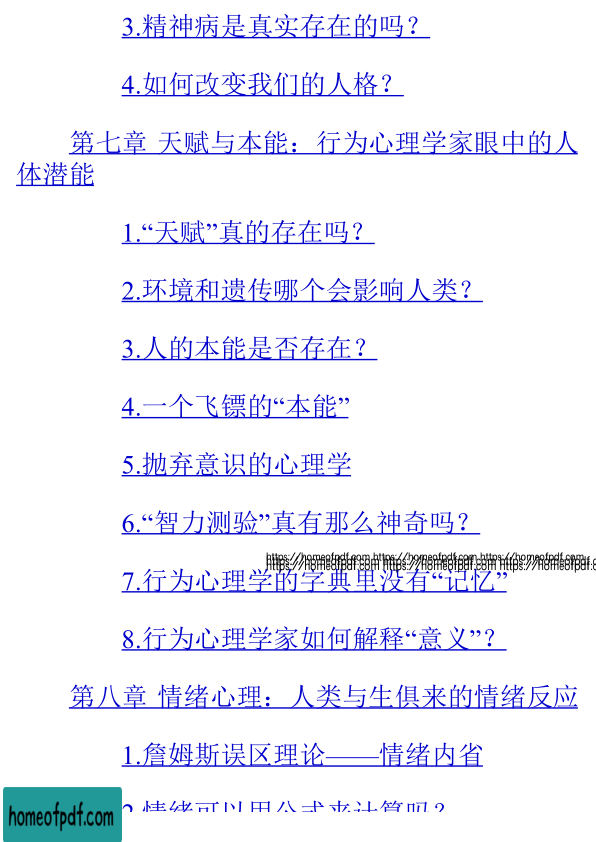 3.精神病是真实存在的吗？
4.如何改变我们的人格？
第七章 天赋与本能：行为心理学家眼中的人
体潜能
1.“天赋”真的存在吗？
2.环境和遗传哪个会影响人类？
3.人的本能是否存在？
4.一个飞镖的“本能”
5.抛弃意识的心理学
6.“智力测验”真有那么神奇吗？
https://homeofpdf.com https://homeofpdf.com https://homeofpdf.com
https://homeofpdf.com https://homeofpdf.com https://homeofpdf.c
7.行为心理学的字典里没有“记忆”
8.行为心理学家如何解释“意义”？
第八章 情绪心理：人类与生俱来的情绪反应
1.詹姆斯误区理论——情绪内省
2.情绪可以用公式来计算吗？
homeofpdf.com